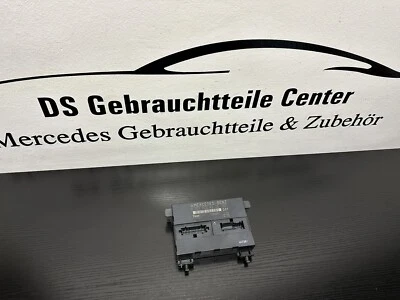 DS Gebrauchtteile Center
Mercedes Gebrauchtteile & Zubehör